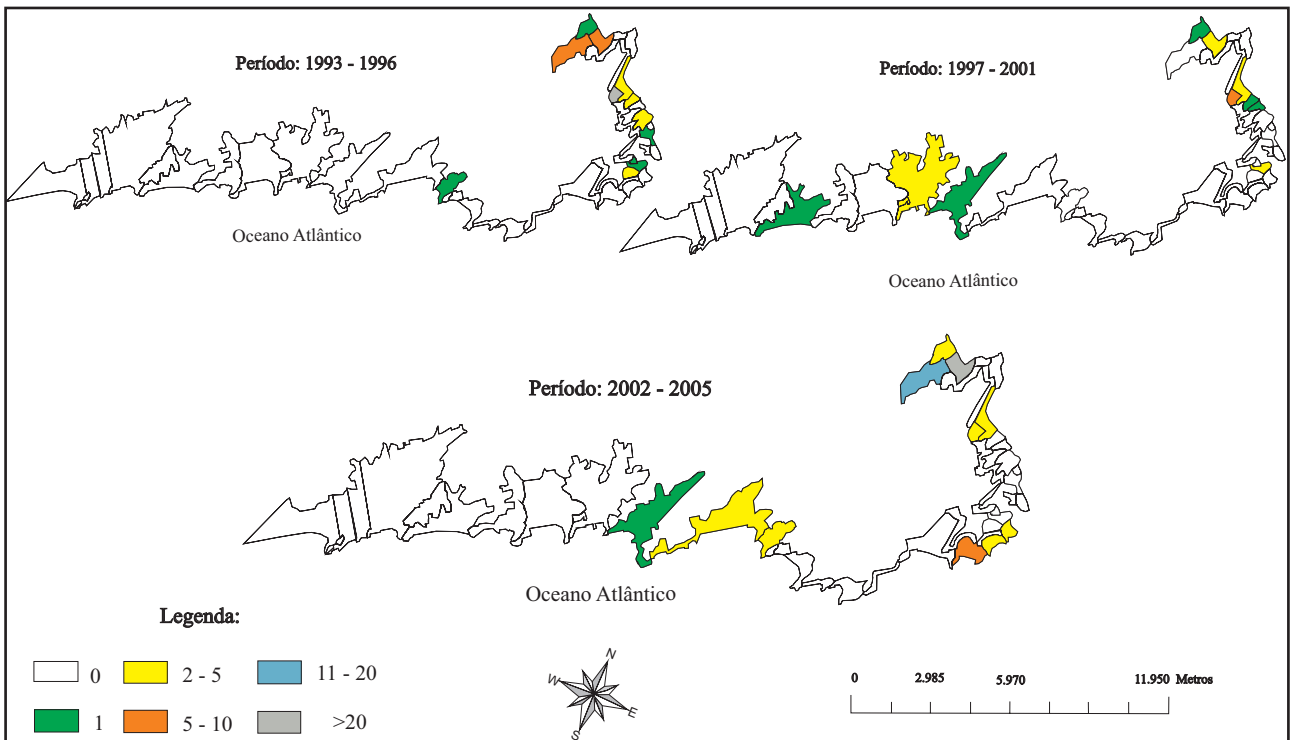 Período: 1993 - 1996
Período: 1997 - 2001
Oceano Atlântico
Oceano Atlântico
Período: 2002 - 2005
Oceano Atlântico
Legenda:
0
2 - 5
11 - 20
1
5 - 10
>20
N
W
E
S
0 2.985 5.970 11.950 Metros